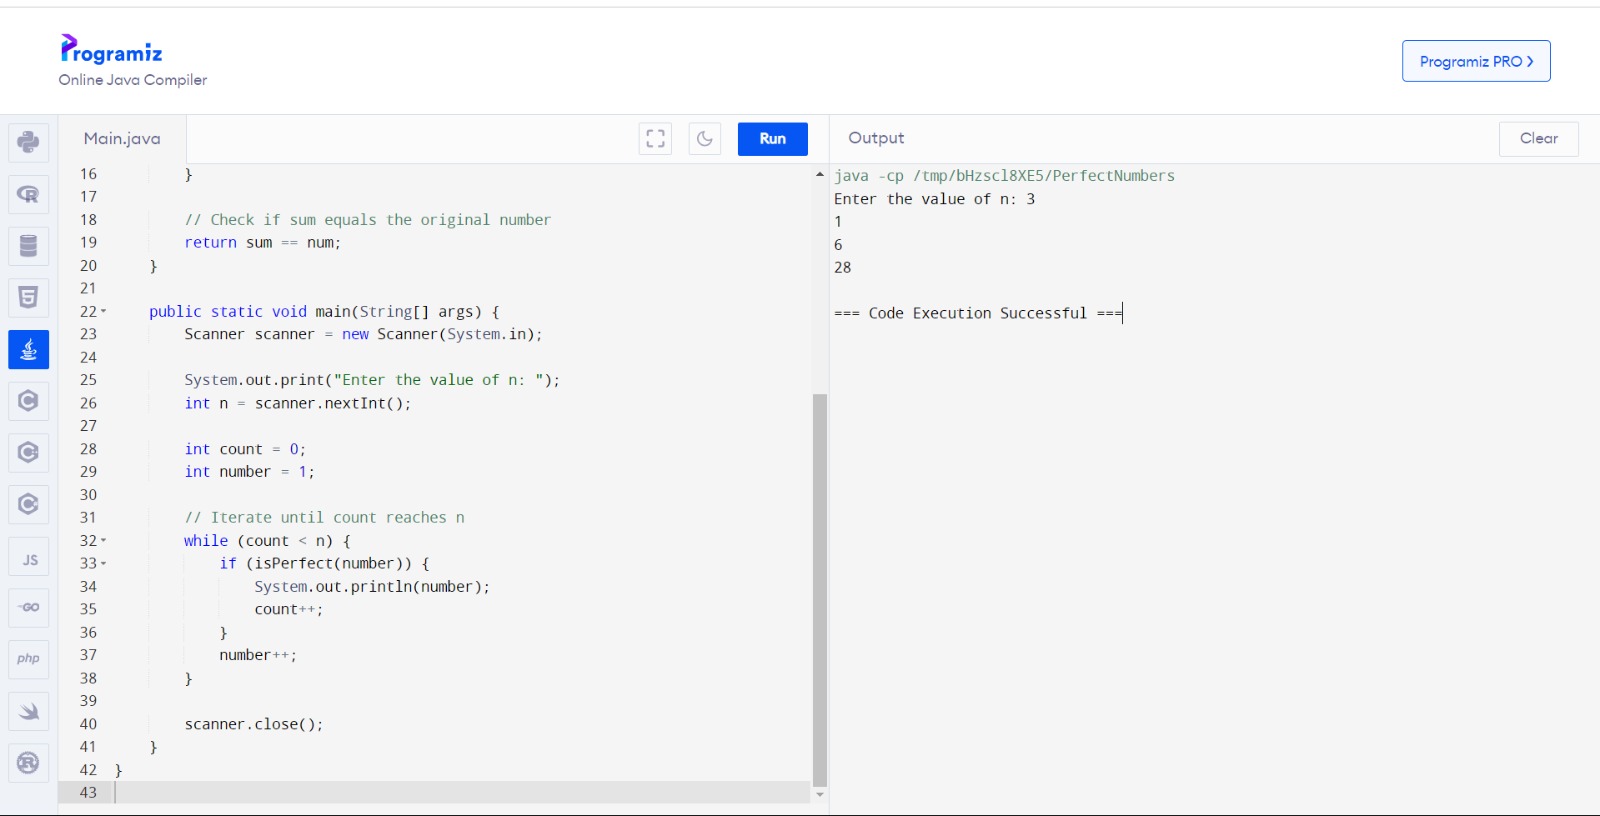 Programiz
Online Java Compiler
Programiz PRO
Main.java
Run
16 }
17
18 // Check if sum equals the original number
19 return sum == num;
20 }
21
22 public static void main(String[] args) {
23 Scanner scanner = new Scanner(System.in);
24
25 System.out.print("Enter the value of n: ");
26 int n = scanner.nextInt();
27
28 int count = 0;
29 int number = 1;
30
31 // Iterate until count reaches n
32 while (count < n) {
33 if (isPerfect(number)) {
34 System.out.println(number);
35 count++;
36 }
37 number++;
38 }
39
40 scanner.close();
41 }
42 }
43
JS
GO
php
Output
Clear
java -cp /tmp/bHzscl8XE5/PerfectNumbers
Enter the value of n: 3
1
6
28
=== Code Execution Successful ===